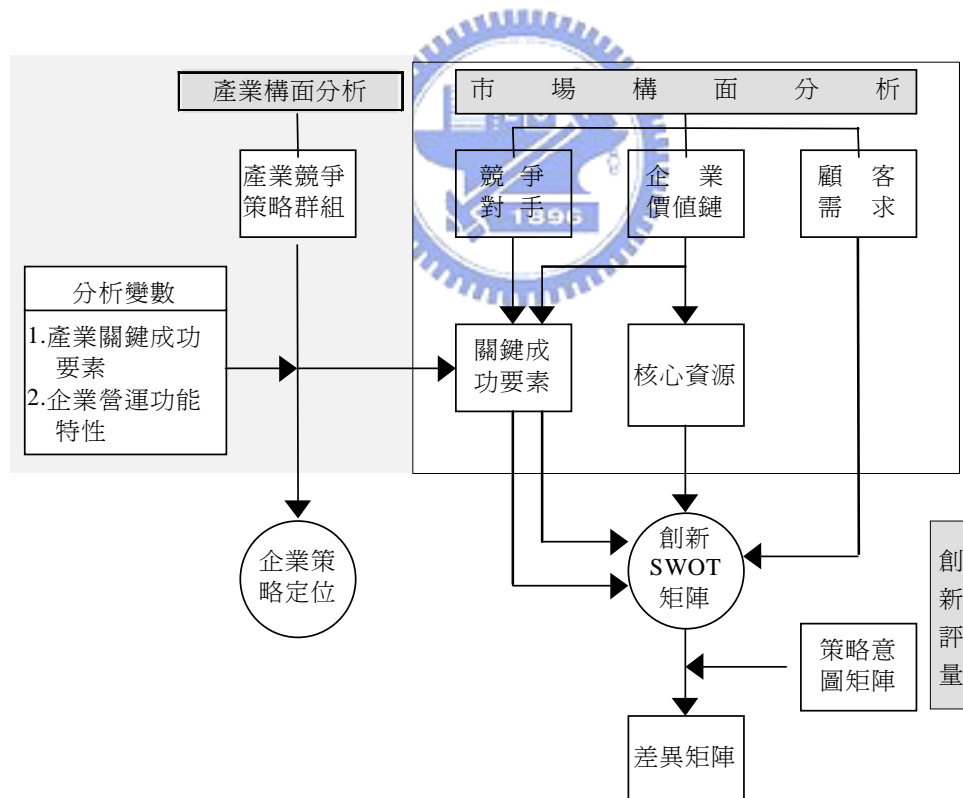 產業構面分析
市場構面分析
產業競爭
策略群組
競爭
對手
企業
價值鏈
顧客
需求
1896
分析變數
1.產業關鍵成功
要素
2.企業營運功能
特性
關鍵成
功要素
核心資源
企業策
略定位
創新
SWOT
矩陣
創
新
評
量
策略意
圖矩陣
差異矩陣